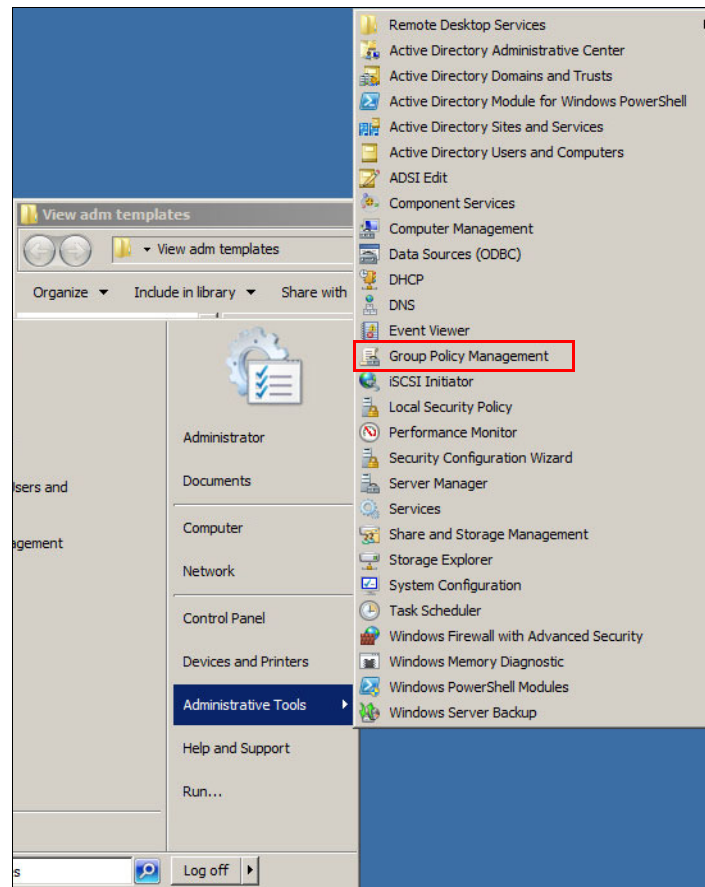 Remote Desktop Services
Active Directory Administrative Center
Active Directory Domains and Trusts
Active Directory Module for Windows PowerShell
Active Directory Sites and Services
Active Directory Users and Computers
ADSI Edit
Component Services
Computer Management
Data Sources (ODBC)
DHCP
DNS
Event Viewer
Group Policy Management
iSCSI Initiator
Local Security Policy
Performance Monitor
Security Configuration Wizard
Server Manager
Services
Share and Storage Management
Storage Explorer
System Configuration
Task Scheduler
Windows Firewall with Advanced Security
Windows Memory Diagnostic
Windows PowerShell Modules
Windows Server Backup
View adm templates
View adm templates
Organize Include in library Share with
Jsers and
agement
Administrator
Documents
Computer
Network
Control Panel
Devices and Printers
Administrative Tools
Help and Support
Run...
s
Log off